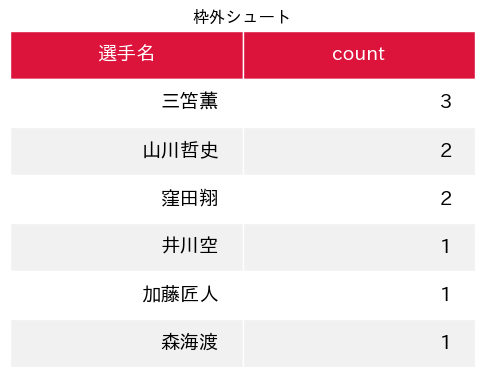 枠外シュート
選手名 count
三笘薫 3
山川哲史 2
窪田翔 2
井川空 1
加藤匠人 1
森海渡 1